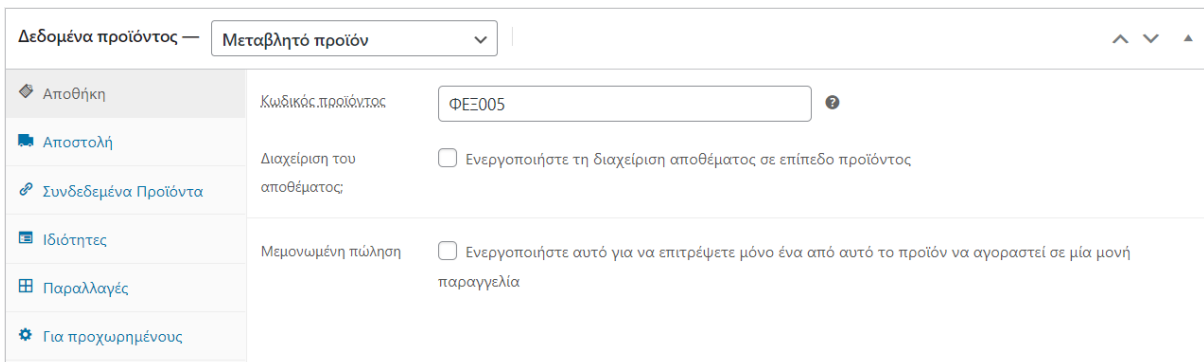 Δεδομένα προϊόντος — Μεταβλητό προϊόν
Αποθήκη
Αποστολή
Συνδεδεμένα Προϊόντα
Ιδιότητες
Παραλλαγές
Για προχωρημένους
Κωδικός προϊόντος ΦΕΞ005
Διαχείριση του
αποθέματος;
Ενεργοποιήστε τη διαχείριση αποθέματος σε επίπεδο προϊόντος
Μεμονωμένη πώληση
Ενεργοποιήστε αυτό για να επιτρέψετε μόνο ένα από αυτό το προϊόν να αγοραστεί σε μία μονή
παραγγελία